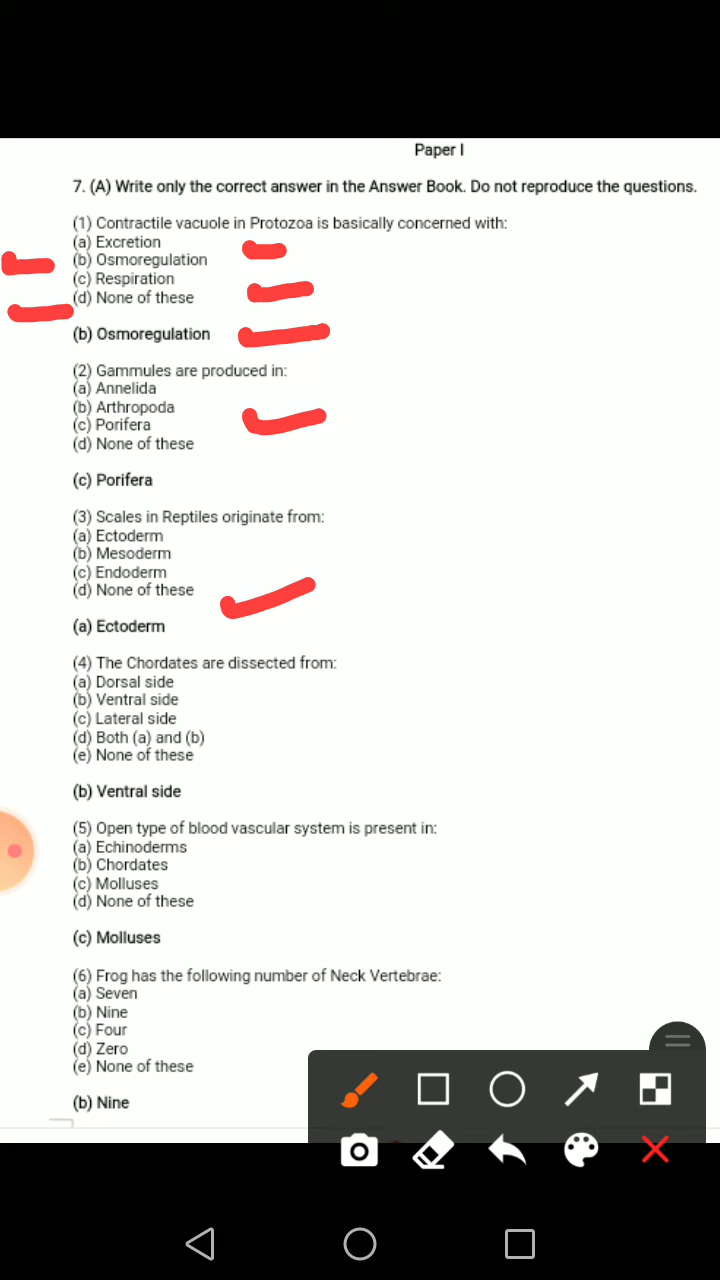 Paper I
7. (A) Write only the correct answer in the Answer Book. Do not reproduce the questions.
(1) Contractile vacuole in Protozoa is basically concerned with:
(a) Excretion
(b) Osmoregulation
(c) Respiration
(d) None of these
(b) Osmoregulation
(2) Gammules are produced in:
(a) Annelida
(b) Arthropoda
(c) Porifera
(d) None of these
(c) Porifera
(3) Scales in Reptiles originate from:
(a) Ectoderm
(b) Mesoderm
(c) Endoderm
(d) None of these
(a) Ectoderm
(4) The Chordates are dissected from:
(a) Dorsal side
(b) Ventral side
(c) Lateral side
(d) Both (a) and (b)
(e) None of these
(b) Ventral side
(5) Open type of blood vascular system is present in:
(a) Echinoderms
(b) Chordates
(c) Molluses
(d) None of these
(c) Molluses
(6) Frog has the following number of Neck Vertebrae:
(a) Seven
(b) Nine
(c) Four
(d) Zero
(e) None of these
(b) Nine